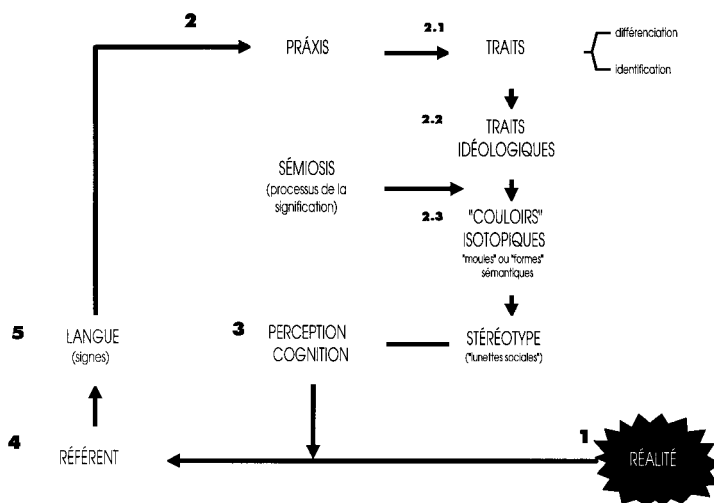 2
PRÁXIS
2.1
TRAITS
différenciation
identification
2.2
TRAITS
IDÉOLOGIQUES
SÉMIOSIS
(processus de la
signification)
2.3
"COULOIRS"
ISOTOPIQUES
"moules" ou "formes"
sémantiques
5
LANGUE
(signes)
3
PERCEPTION
COGNITION
STÉRÉOTYPE
("lunettes sociales")
4
RÉFÉRENT
1
RÉALITÉ